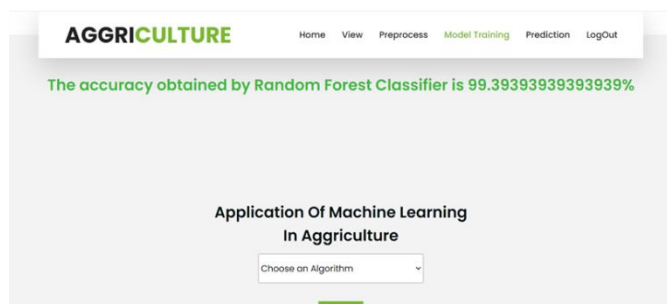 AGGRICULTURE
Home View Preprocess Model Training Prediction LogOut
The accuracy obtained by Random Forest Classifier is 99.39393939393939%
Application Of Machine Learning
In Aggriculture
Choose an Algorithm